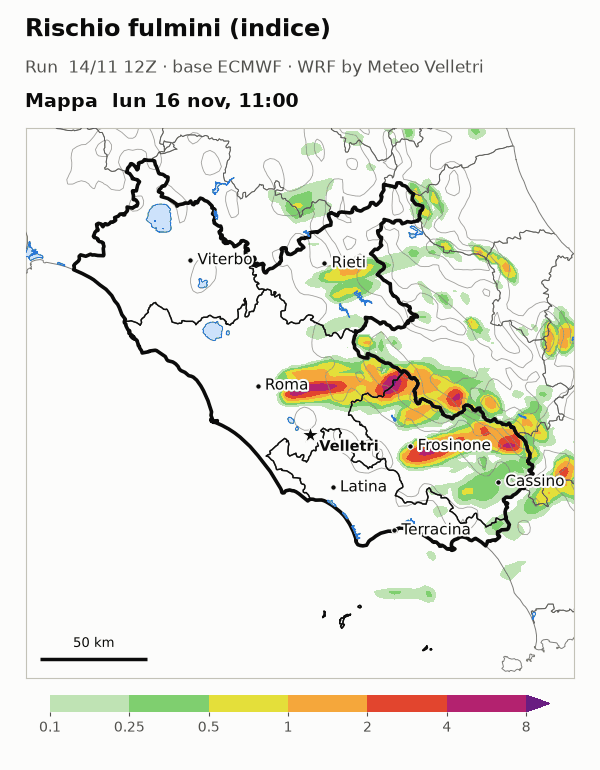 Rischio fulmini (indice)
Run  14/11 12Z · base ECMWF · WRF by Meteo Velletri
Mappa  lun 16 nov, 11:00
Viterbo
Rieti
Roma
Velletri
Frosinone
Latina
Cassino
Terracina
50 km
0.1 0.25 0.5 1 2 4 8